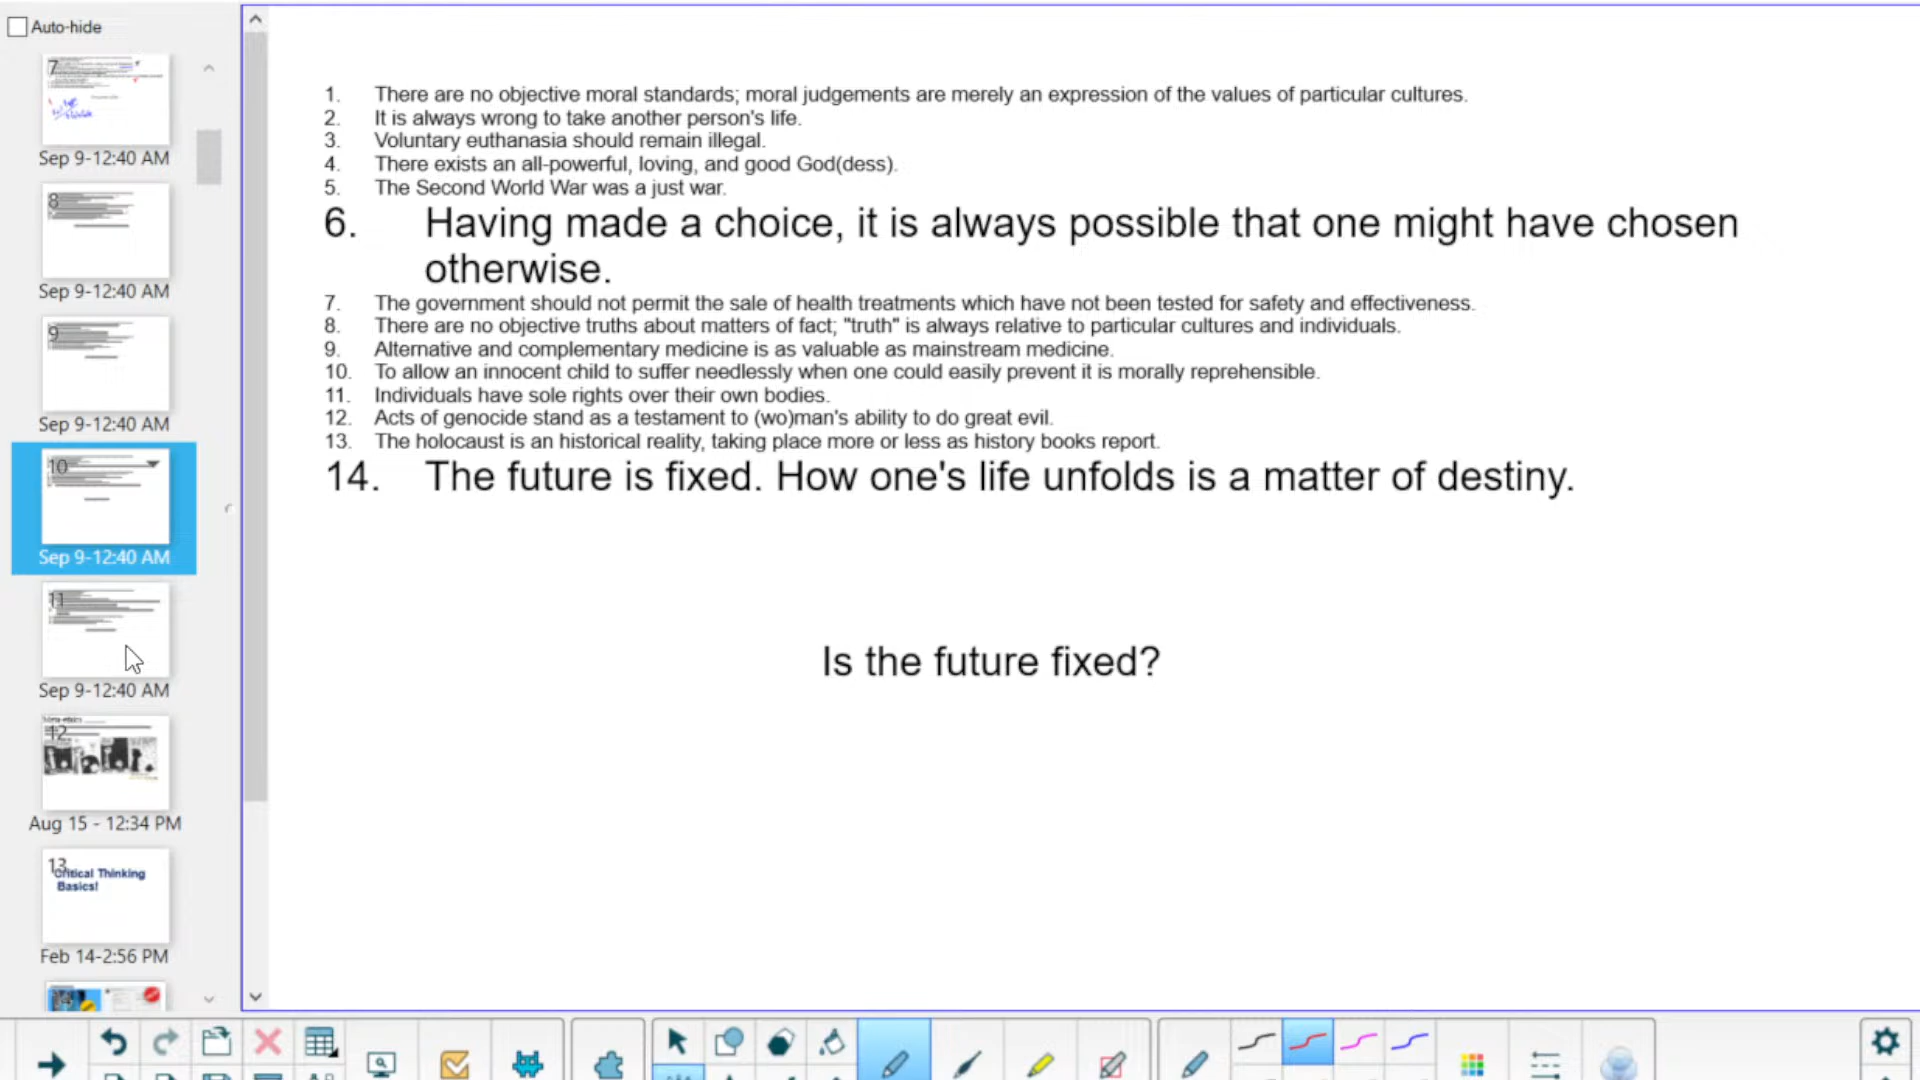 Auto-hide
7
Sep 9-12:40 AM
8
Sep 9-12:40 AM
9
Sep 9-12:40 AM
10
Sep 9-12:40 AM
11
Sep 9-12:40 AM
12
Aug 15 - 12:34 PM
13
Critical Thinking
Basics!
Feb 14-2:56 PM
14
1. There are no objective moral standards; moral judgements are merely an expression of the values of particular cultures.
2. It is always wrong to take another person's life.
3. Voluntary euthanasia should remain illegal.
4. There exists an all-powerful, loving, and good God(dess).
5. The Second World War was a just war.
6. Having made a choice, it is always possible that one might have chosen
otherwise.
7. The government should not permit the sale of health treatments which have not been tested for safety and effectiveness.
8. There are no objective truths about matters of fact; "truth" is always relative to particular cultures and individuals.
9. Alternative and complementary medicine is as valuable as mainstream medicine.
10. To allow an innocent child to suffer needlessly when one could easily prevent it is morally reprehensible.
11. Individuals have sole rights over their own bodies.
12. Acts of genocide stand as a testament to (wo)man's ability to do great evil.
13. The holocaust is an historical reality, taking place more or less as history books report.
14. The future is fixed. How one's life unfolds is a matter of destiny.
Is the future fixed?